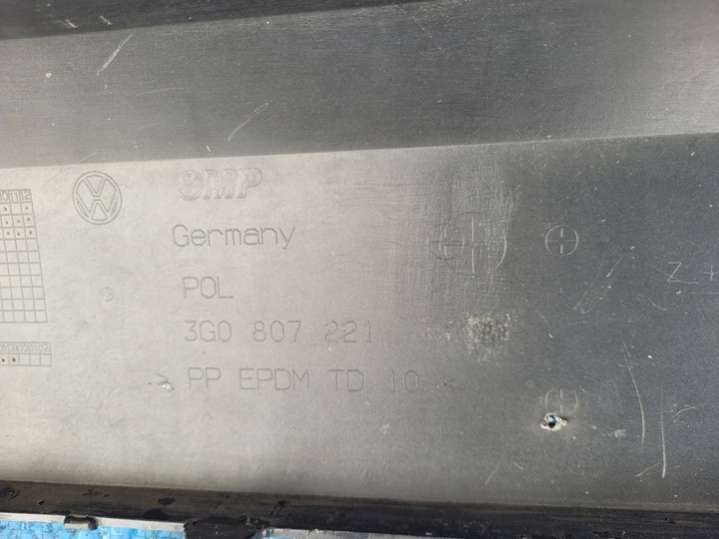 SMP
Germany
POL
3G0 807 221
> PP EPDM TD 10 <
Z +